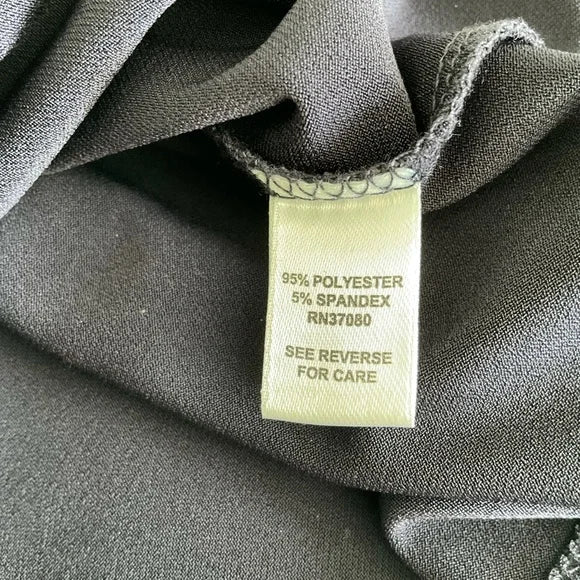 95% POLYESTER
5% SPANDEX
RN37080
SEE REVERSE
FOR CARE